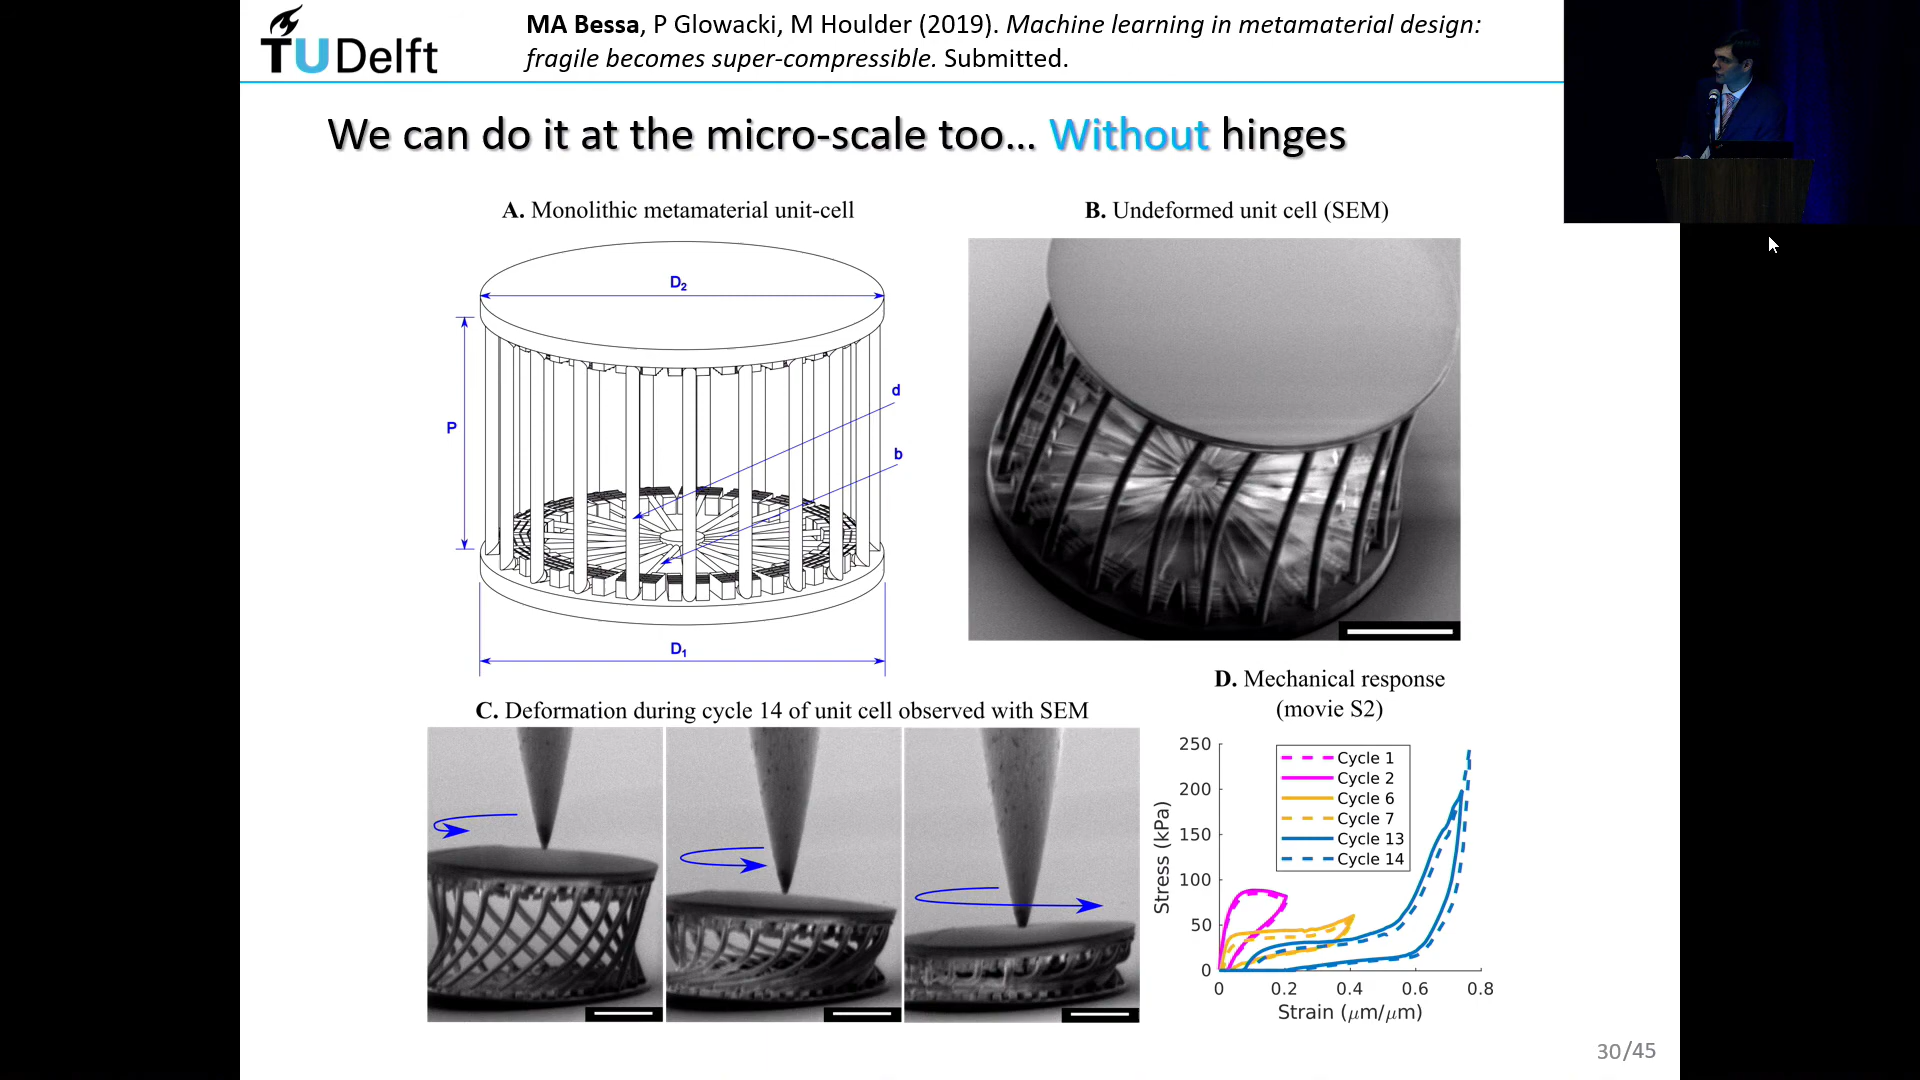 TUDelft
MA Bessa, P Glowacki, M Houlder (2019). Machine learning in metamaterial design:
fragile becomes super-compressible. Submitted.
We can do it at the micro-scale too... Without hinges
A. Monolithic metamaterial unit-cell
D₂
P
d
b
D₁
B. Undeformed unit cell (SEM)
C. Deformation during cycle 14 of unit cell observed with SEM
D. Mechanical response
(movie S2)
250
200
150
100
50
0
Stress (kPa)
Cycle 1
Cycle 2
Cycle 6
Cycle 7
Cycle 13
Cycle 14
0 0.2 0.4 0.6 0.8
Strain (μm/μm)
30/45